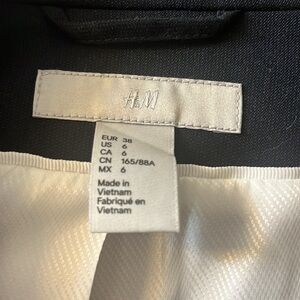 H&M
EUR 38
US 6
CA 6
CN 165/88A
MX 6
Made in
Vietnam
Fabriqué en
Vietnam